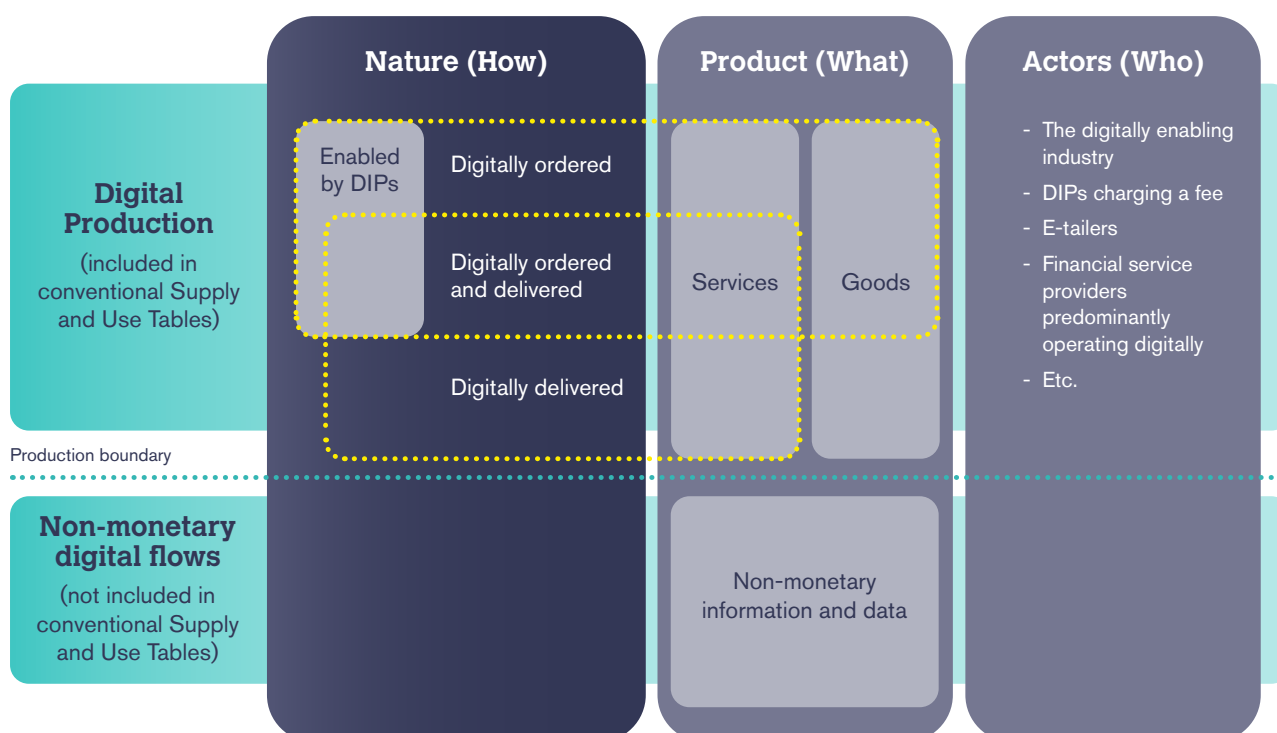 Nature (How)
Product (What)
Actors (Who)
Digital
Production
(included in
conventional Supply
and Use Tables)
Enabled
by DIPs
Digitally ordered
Digitally ordered
and delivered
Digitally delivered
Services
Goods
- The digitally enabling
industry
- DIPs charging a fee
- E-tailers
- Financial service
providers
predominantly
operating digitally
- Etc.
Production boundary
Non-monetary
digital flows
(not included in
conventional Supply
and Use Tables)
Non-monetary
information and data